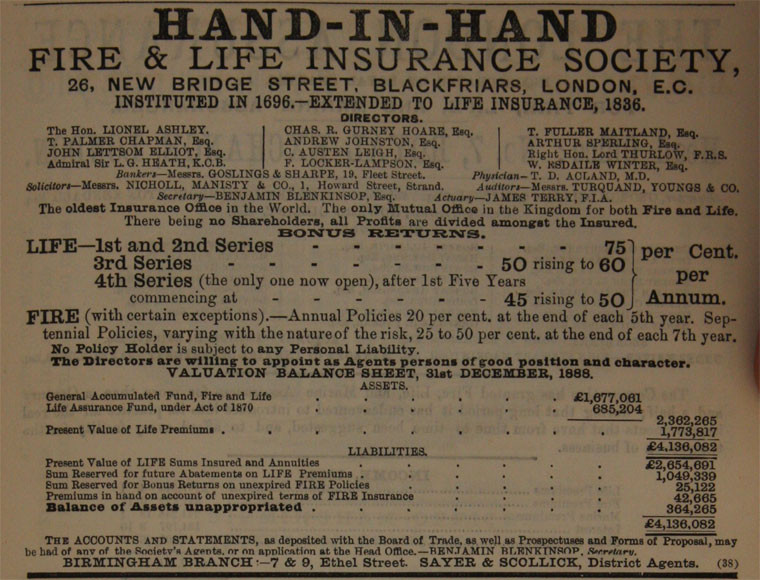 HAND-IN-HAND
FIRE & LIFE INSURANCE SOCIETY,
26, NEW BRIDGE STREET, BLACKFRIARS, LONDON, E.C.
INSTITUTED IN 1696.—EXTENDED TO LIFE INSURANCE, 1836.
DIRECTORS.
The Hon. LIONEL ASHLEY.
T. PALMER CHAPMAN, Esq.
JOHN LETTSOM ELLIOT, Esq.
Admiral Sir L. G. HEATH, K.C.B.
CHAS. R. GURNEY HOARE, Esq.
ANDREW JOHNSTON, Esq.
C. AUSTEN LEIGH, Esq.
F. LOCKER-LAMPSON, Esq.
T. FULLER MAITLAND, Esq.
ARTHUR SPERLING, Esq.
Right Hon. Lord THURLOW, F.R.S.
W. ESDAILE WINTER, Esq.
Bankers—Messrs. GOSLINGS & SHARPE, 19, Fleet Street. Physician—T. D. ACLAND, M.D.
Solicitors—Messrs. NICHOLL, MANISTY & CO., 1, Howard Street, Strand. Auditors—Messrs. TURQUAND, YOUNGS & CO.
Secretary—BENJAMIN BLENKINSOP, Esq. Actuary—JAMES TERRY, F.I.A.
The oldest Insurance Office in the World. The only Mutual Office in the Kingdom for both Fire and Life.
There being no Shareholders, all Profits are divided amongst the Insured.
BONUS RETURNS.
LIFE—1st and 2nd Series - - - - - - - 75
3rd Series - - - - - 50 rising to 60
4th Series (the only one now open), after 1st Five Years
commencing at - - - - - 45 rising to 50
per Cent.
per
Annum.
FIRE (with certain exceptions).—Annual Policies 20 per cent. at the end of each 5th year. Sep-
tennial Policies, varying with the nature of the risk, 25 to 50 per cent. at the end of each 7th year.
No Policy Holder is subject to any Personal Liability.
The Directors are willing to appoint as Agents persons of good position and character.
VALUATION BALANCE SHEET, 31st DECEMBER, 1888.
ASSETS.
General Accumulated Fund, Fire and Life . . . . . £1,677,061
Life Assurance Fund, under Act of 1870 . . . . . 685,204
2,362,265
Present Value of Life Premiums . . . . . . . 1,773,817
£4,136,082
LIABILITIES.
Present Value of LIFE Sums Insured and Annuities . . . . . £2,654,691
Sum Reserved for future Abatements on LIFE Premiums . . . . . 1,049,339
Sum Reserved for Bonus Returns on unexpired FIRE Policies . . . . 25,122
Premiums in hand on account of unexpired terms of FIRE Insurance . . . 42,665
Balance of Assets unappropriated . . . . . . 364,265
£4,136,082
THE ACCOUNTS AND STATEMENTS, as deposited with the Board of Trade, as well as Prospectuses and Forms of Proposal, may
be had of any of the Society's Agents, or on application at the Head Office.—BENJAMIN BLENKINSOP, Secretary.
BIRMINGHAM BRANCH:—7 & 9, Ethel Street. SAYER & SCOLLICK, District Agents. (38)